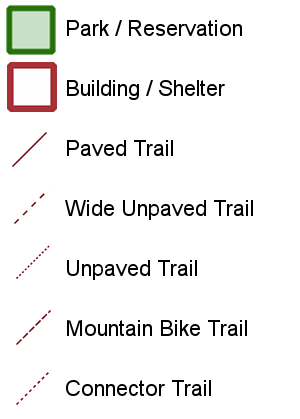 Park / Reservation
Building / Shelter
Paved Trail
Wide Unpaved Trail
Unpaved Trail
Mountain Bike Trail
Connector Trail